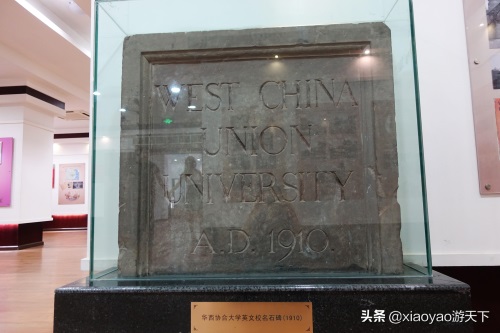 WEST CHINA
UNION
UNIVERSITY
A.D. 1910.
华西协合大学英文校名石碑(1910)
头条 @xiaoyao游天下